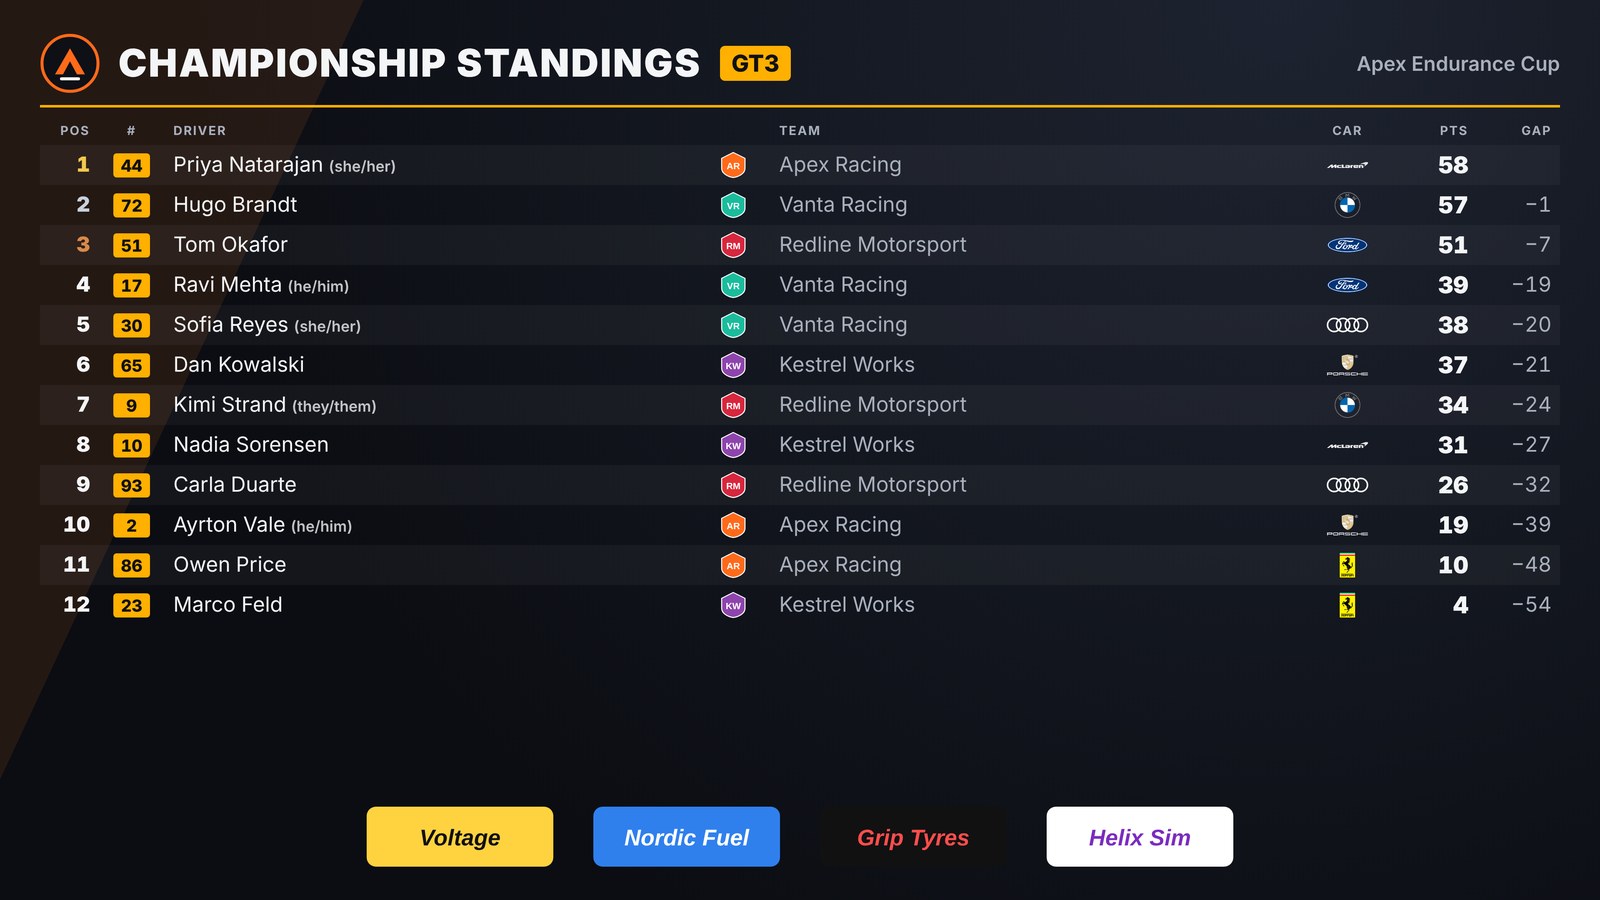 CHAMPIONSHIP STANDINGS GT3 Apex Endurance Cup
POS # DRIVER TEAM CAR PTS GAP
1 44 Priya Natarajan (she/her) AR Apex Racing McLaren 58
2 72 Hugo Brandt VR Vanta Racing BMW 57 −1
3 51 Tom Okafor RM Redline Motorsport Ford 51 −7
4 17 Ravi Mehta (he/him) VR Vanta Racing Ford 39 −19
5 30 Sofia Reyes (she/her) VR Vanta Racing 38 −20
6 65 Dan Kowalski KW Kestrel Works PORSCHE 37 −21
7 9 Kimi Strand (they/them) RM Redline Motorsport BMW 34 −24
8 10 Nadia Sorensen KW Kestrel Works McLaren 31 −27
9 93 Carla Duarte RM Redline Motorsport 26 −32
10 2 Ayrton Vale (he/him) AR Apex Racing PORSCHE 19 −39
11 86 Owen Price AR Apex Racing 10 −48
12 23 Marco Feld KW Kestrel Works 4 −54
Voltage Nordic Fuel Grip Tyres Helix Sim